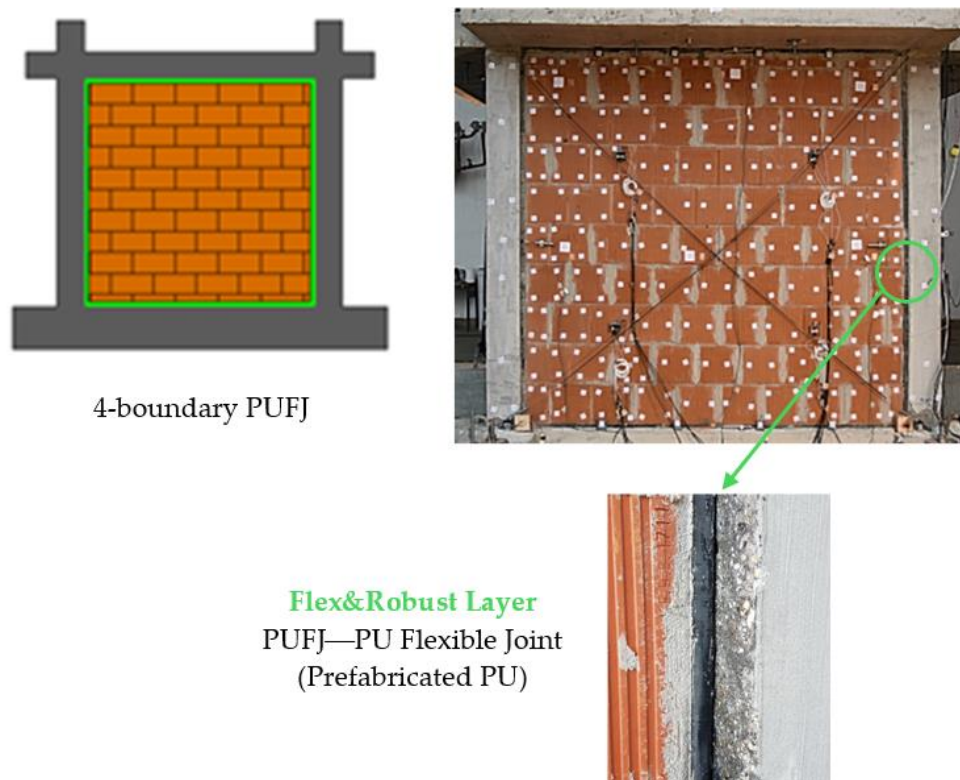 4-boundary PUFJ
Flex&Robust Layer
PUFJ—PU Flexible Joint
(Prefabricated PU)